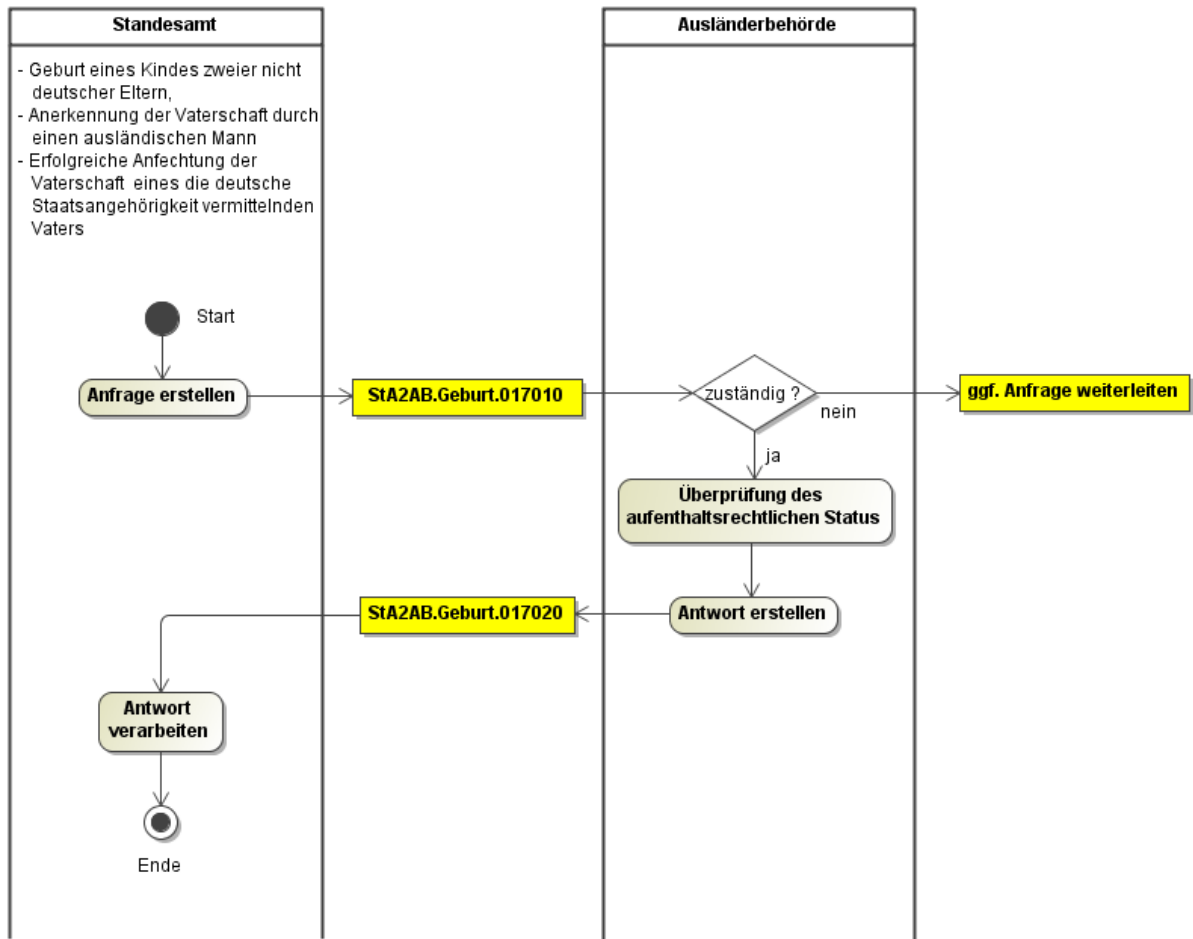 Standesamt
Ausländerbehörde
- Geburt eines Kindes zweier nicht
deutscher Eltern,
- Anerkennung der Vaterschaft durch
einen ausländischen Mann
- Erfolgreiche Anfechtung der
Vaterschaft eines die deutsche
Staatsangehörigkeit vermittelnden
Vaters
Start
Anfrage erstellen
StA2AB.Geburt.017010
zuständig ?
nein
ggf. Anfrage weiterleiten
ja
Überprüfung des
aufenthaltsrechtlichen Status
Antwort erstellen
StA2AB.Geburt.017020
Antwort
verarbeiten
Ende